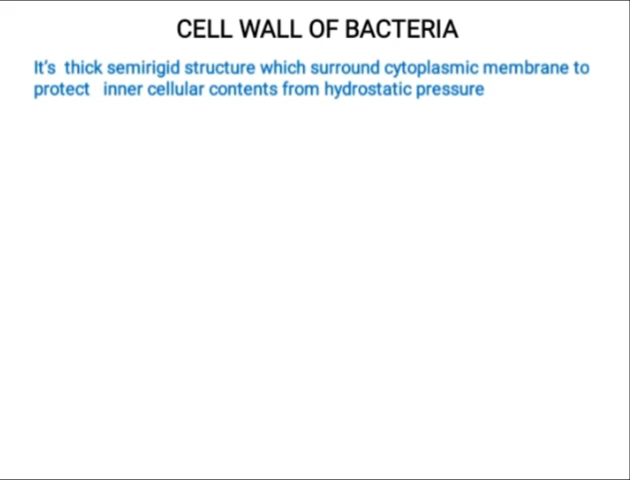 CELL WALL OF BACTERIA
It's thick semirigid structure which surround cytoplasmic membrane to
protect inner cellular contents from hydrostatic pressure